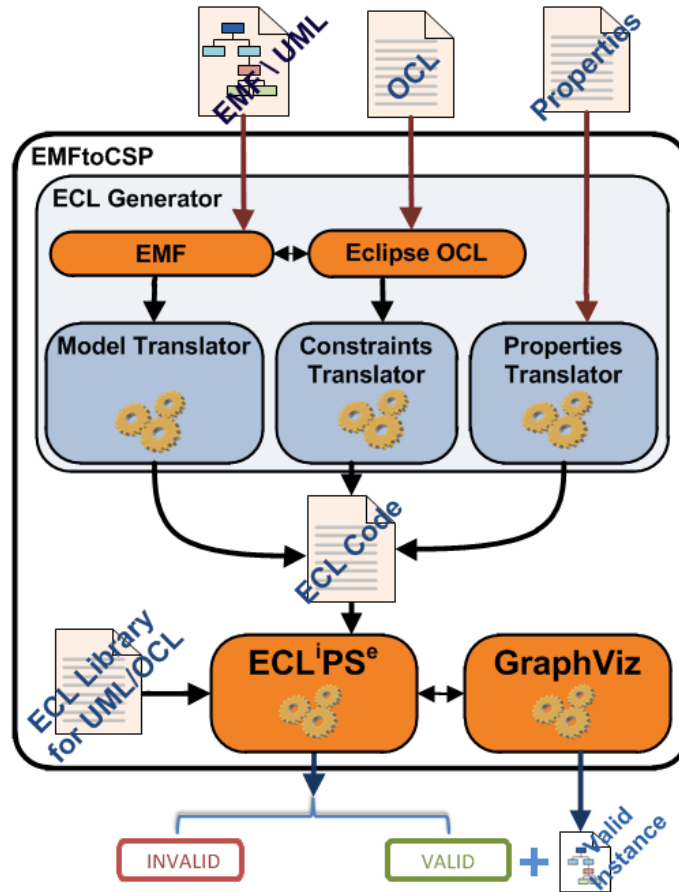 EMF \ UML
OCL
Properties
EMFtoCSP
ECL Generator
EMF
Eclipse OCL
Model Translator
Constraints
Translator
Properties
Translator
ECL Code
ECL Library
for UML/OCL
ECLⁱPSᵉ
GraphViz
INVALID
VALID
+
Valid
Instance